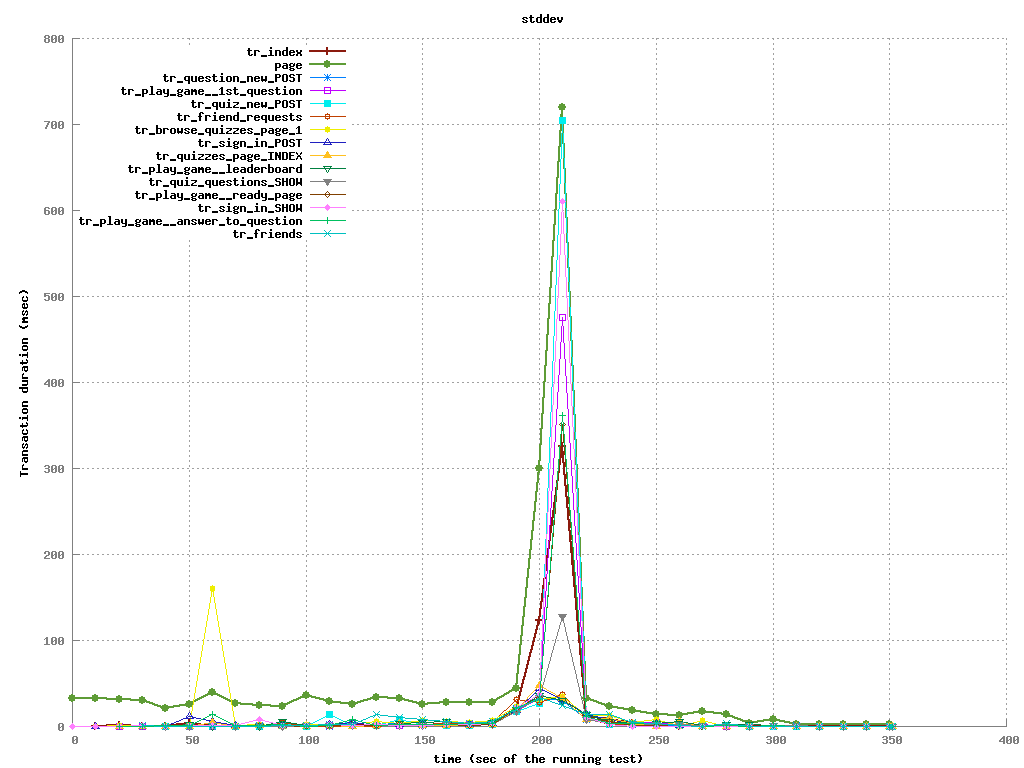 stddev
800
700
600
500
400
300
200
100
0
Transaction duration (msec)
tr_index
page
tr_question_new_POST
tr_play_game__1st_question
tr_quiz_new_POST
tr_friend_requests
tr_browse_quizzes_page_1
tr_sign_in_POST
tr_quizzes_page_INDEX
tr_play_game__leaderboard
tr_quiz_questions_SHOW
tr_play_game__ready_page
tr_sign_in_SHOW
tr_play_game__answer_to_question
tr_friends
0 50 100 150 200 250 300 350 400
time (sec of the running test)